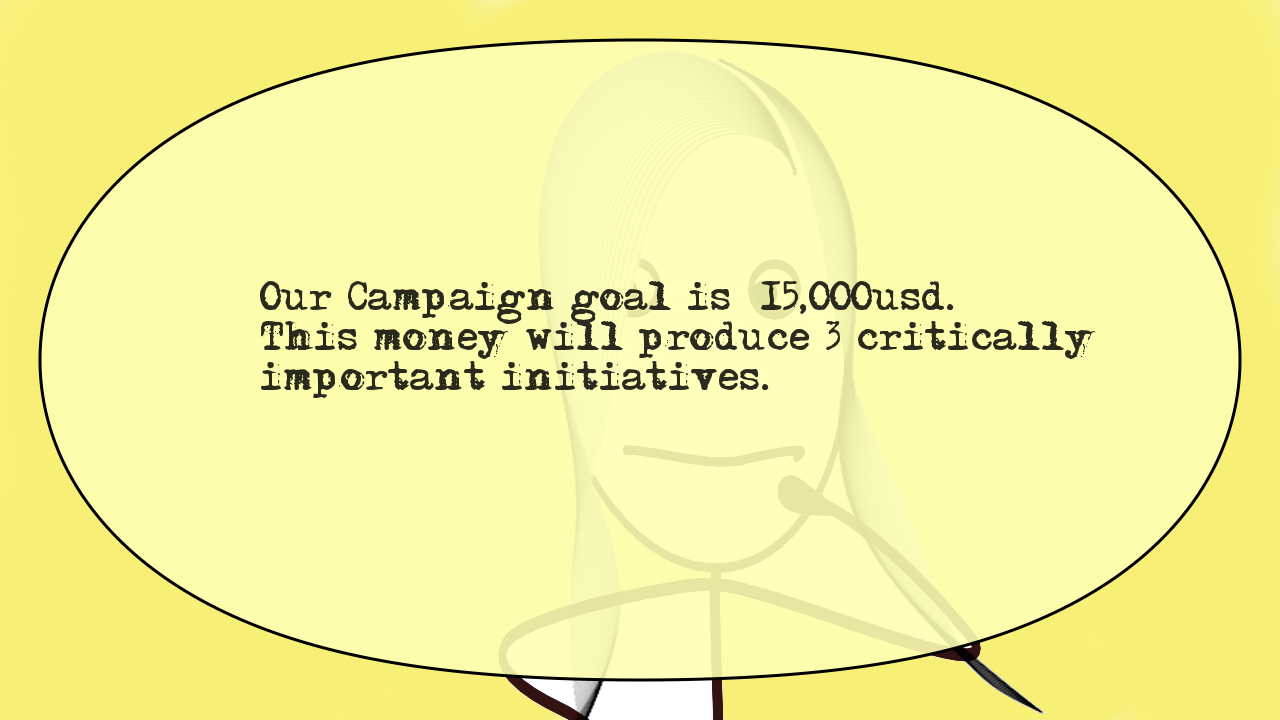 Our Campaign goal is 15,000usd.
This money will produce 3 critically
important initiatives.